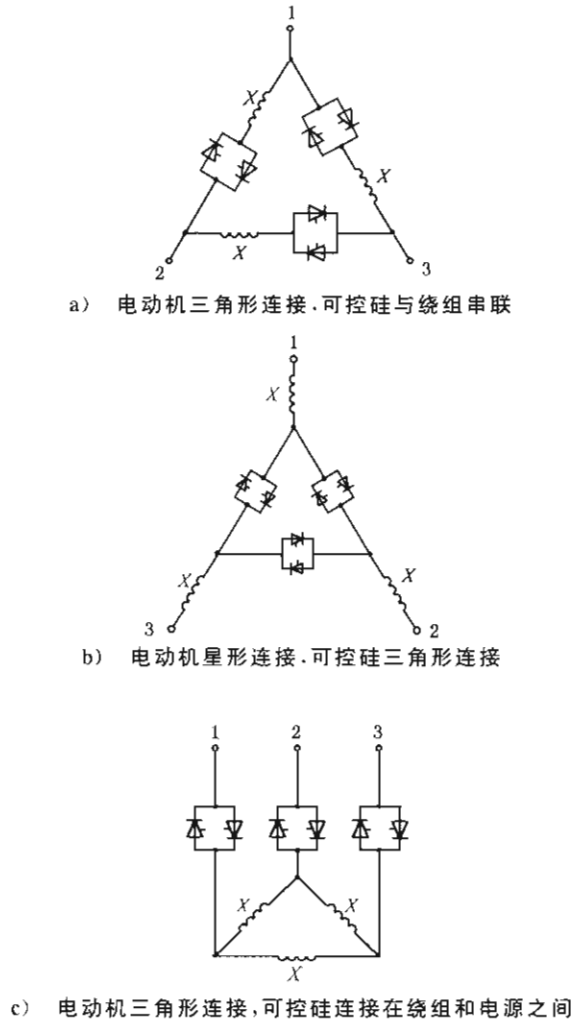 1
X
X
X
2
3
a) 电动机三角形连接.可控硅与绕组串联
1
X
X
X
3
2
b) 电动机星形连接.可控硅三角形连接
1 2 3
X X
X
c) 电动机三角形连接,可控硅连接在绕组和电源之间